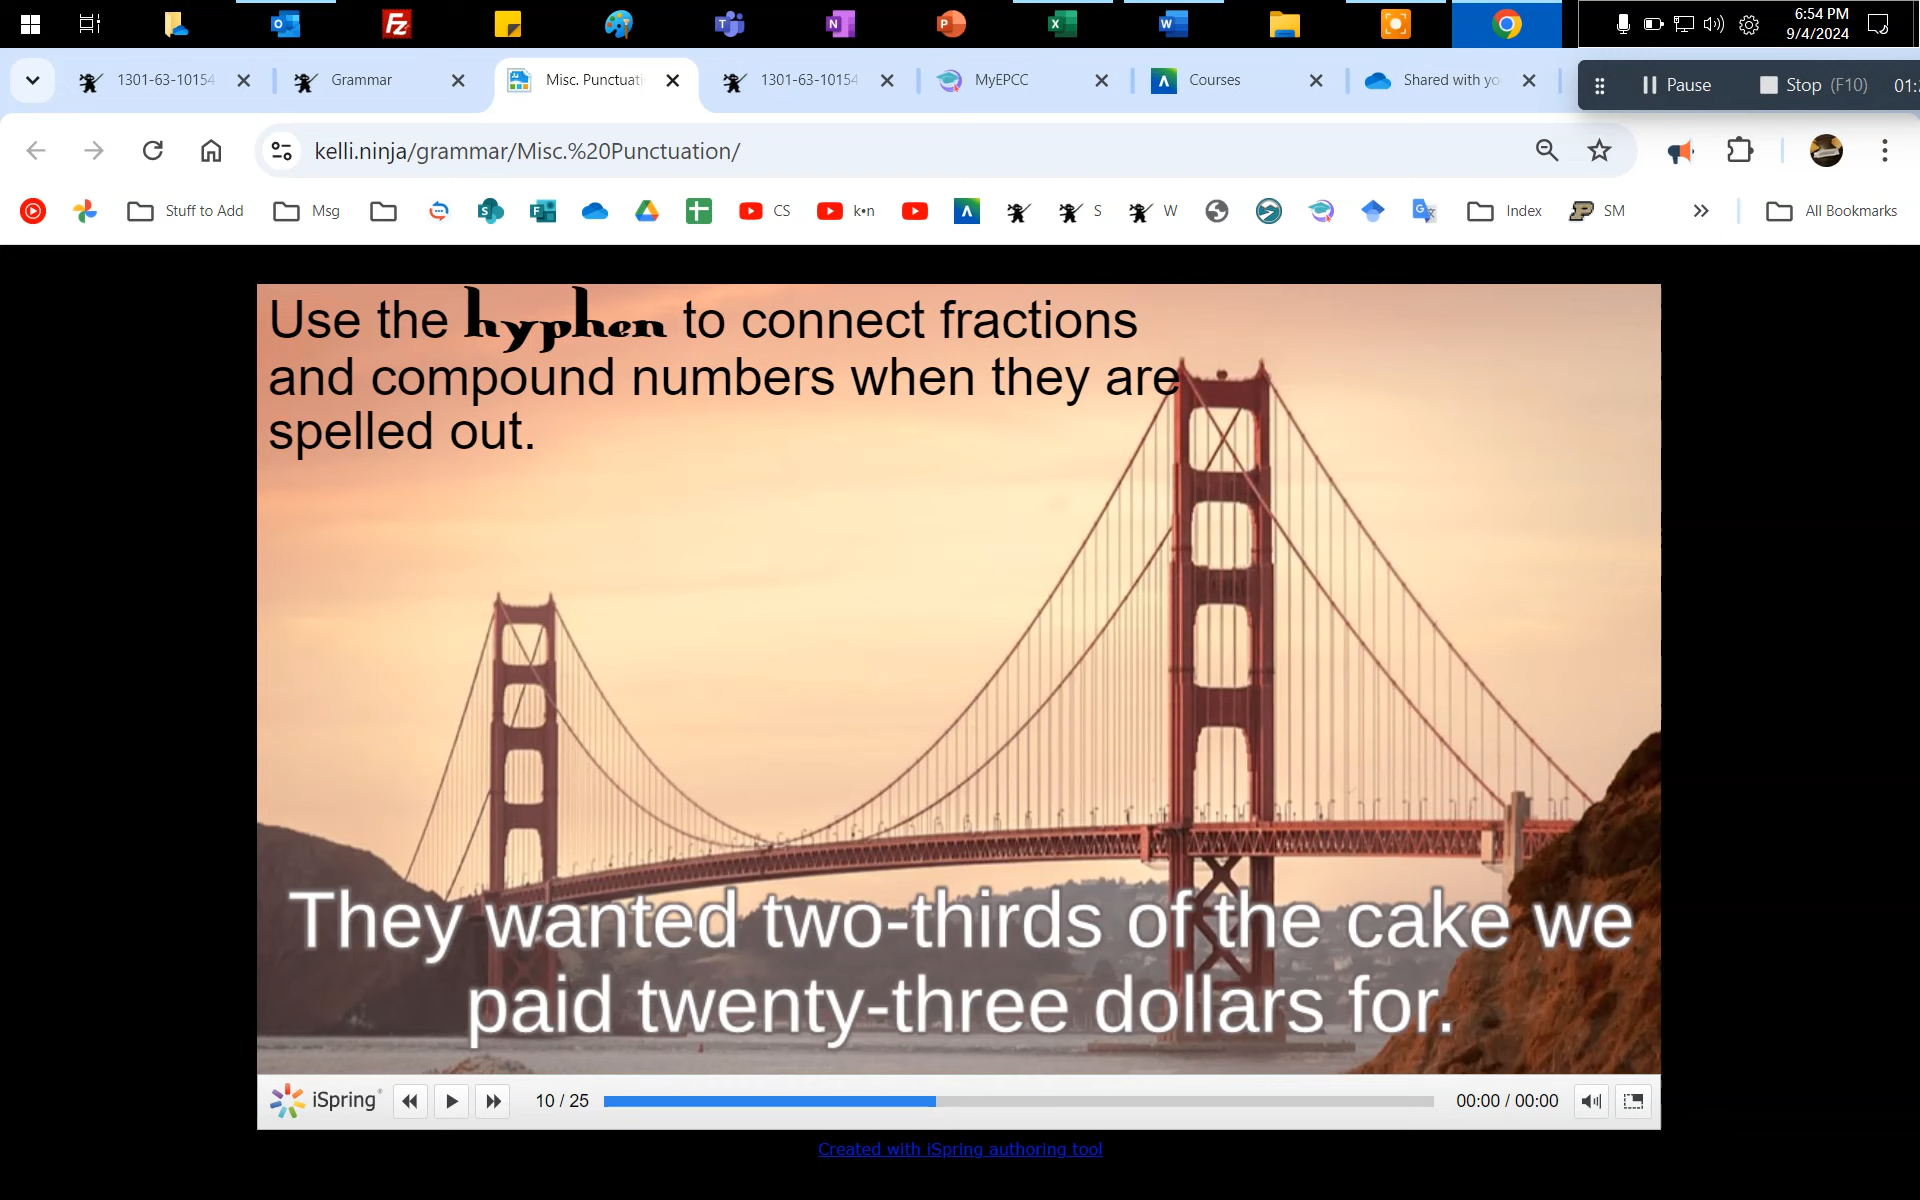 6:54 PM
9/4/2024
1301-63-10154
Grammar
Misc. Punctuati
1301-63-10154
MyEPCC
Courses
Shared with yo
Pause
Stop (F10)
01:
kelli.ninja/grammar/Misc.%20Punctuation/
Stuff to Add
Msg
CS
k•n
S
W
Index
SM
All Bookmarks
Use the hyphen to connect fractions
and compound numbers when they are
spelled out.
They wanted two-thirds of the cake we
paid twenty-three dollars for.
iSpring
10 / 25
00:00 / 00:00
Created with iSpring authoring tool